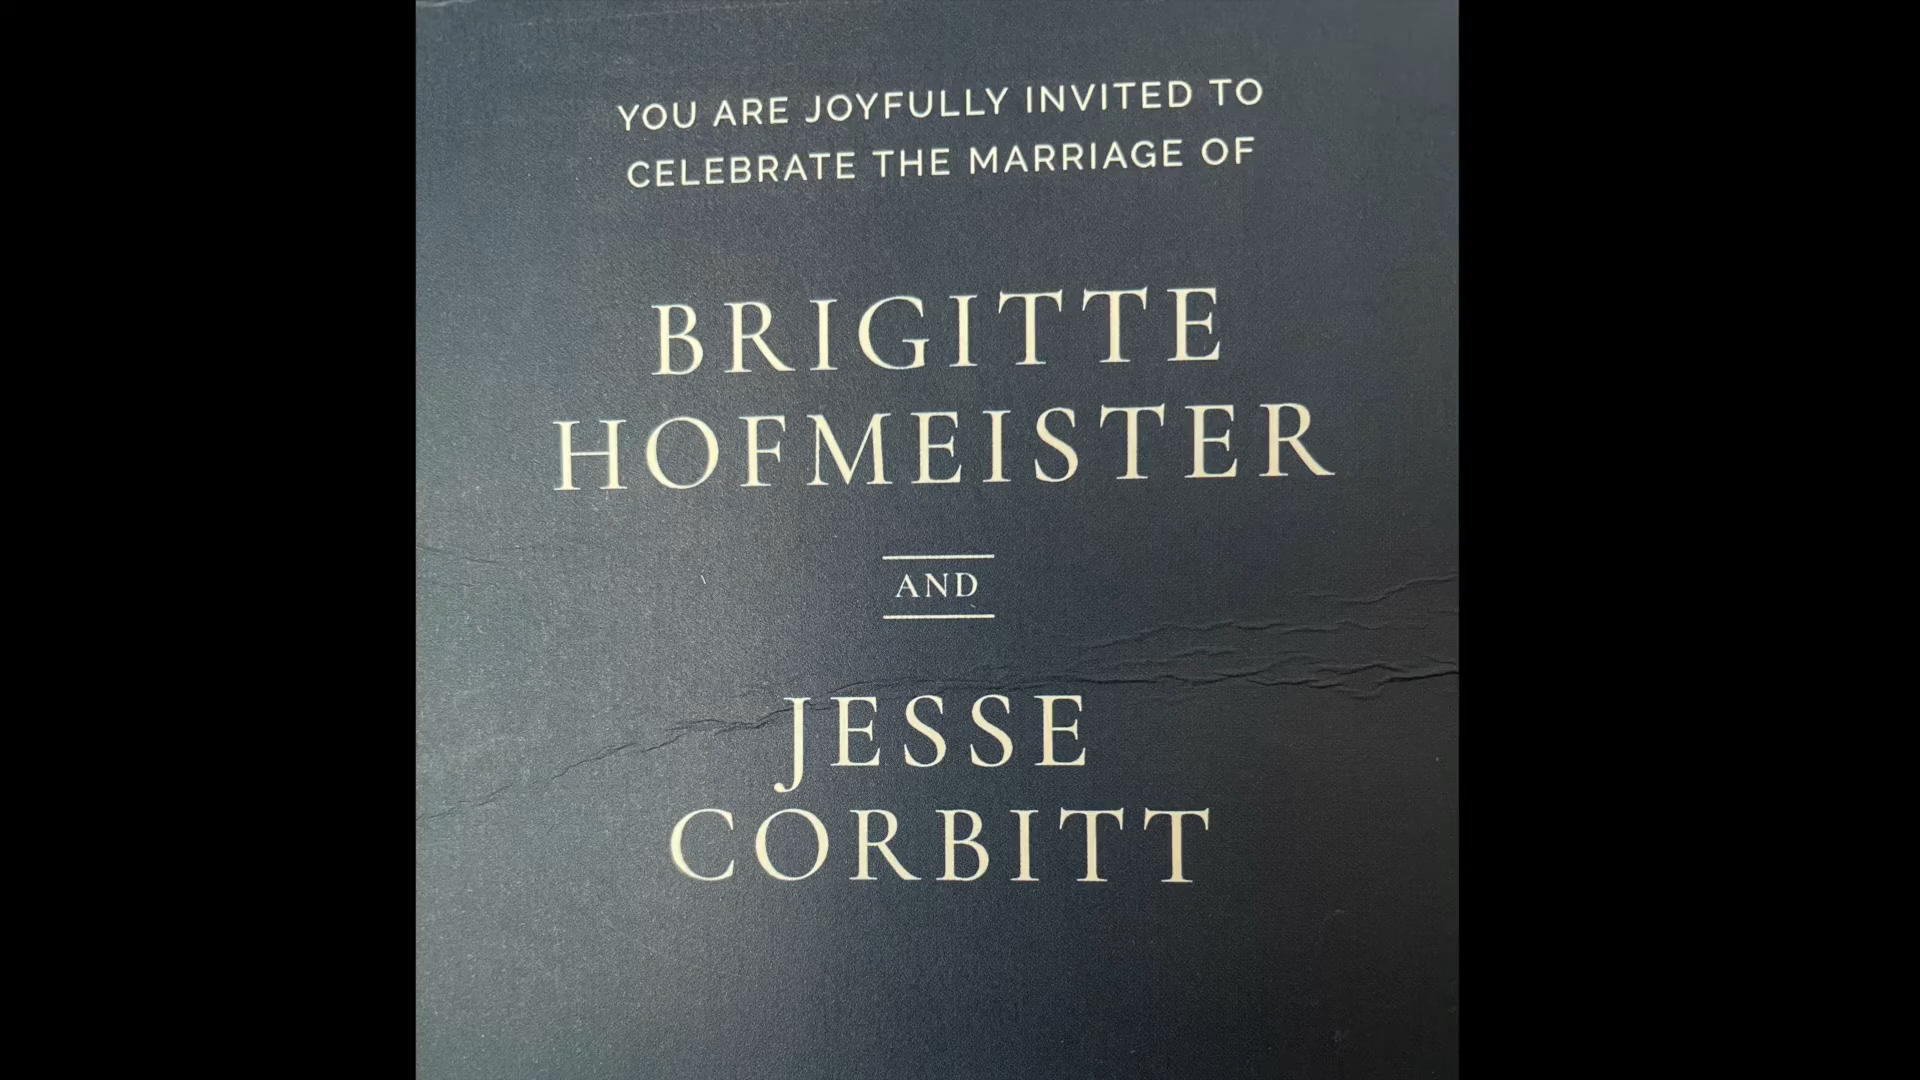 YOU ARE JOYFULLY INVITED TO
CELEBRATE THE MARRIAGE OF
BRIGITTE
HOFMEISTER
AND
JESSE
CORBITT